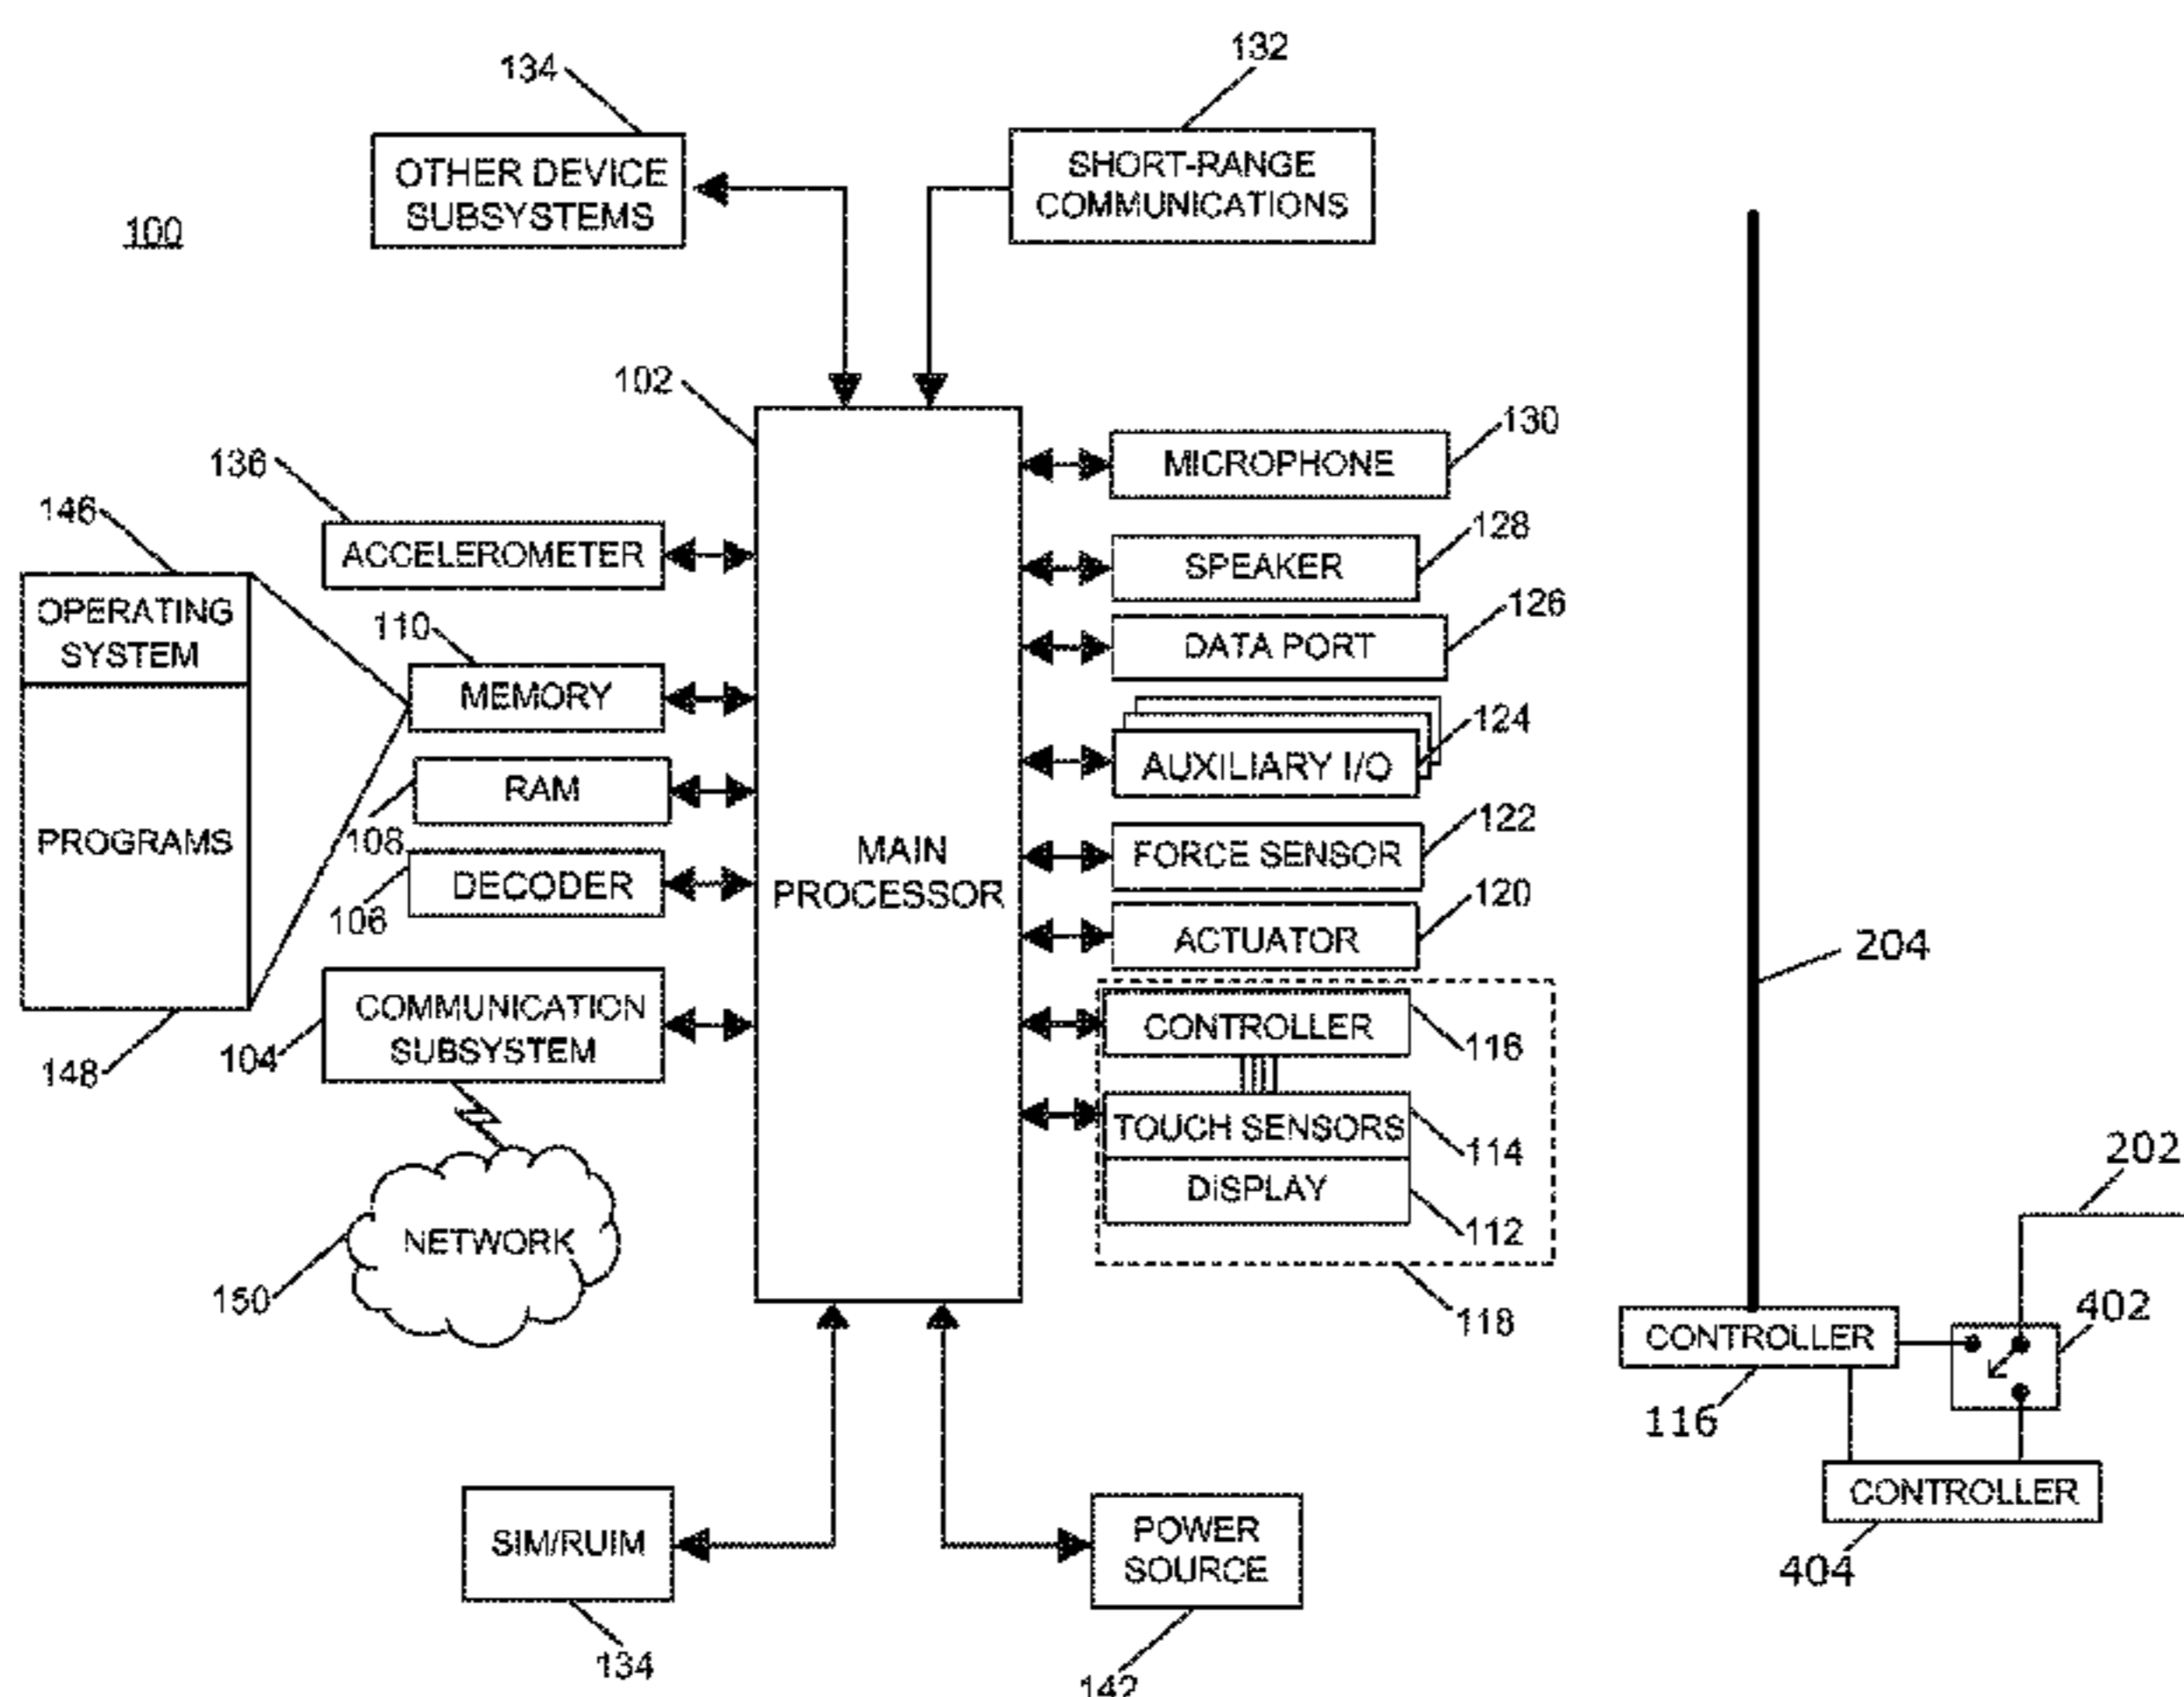 134
132
OTHER DEVICE
SUBSYSTEMS
SHORT-RANGE
COMMUNICATIONS
100
102
130
MICROPHONE
136
146
ACCELEROMETER
128
SPEAKER
OPERATING
SYSTEM
110
126
DATA PORT
MEMORY
124
AUXILIARY I/O
RAM
108
PROGRAMS
MAIN
PROCESSOR
122
FORCE SENSOR
DECODER
106
120
ACTUATOR
204
COMMUNICATION
SUBSYSTEM
104
148
CONTROLLER
116
TOUCH SENSORS
114
DISPLAY
112
202
NETWORK
150
118
402
CONTROLLER
116
CONTROLLER
404
SIM/RUIM
POWER
SOURCE
134
142